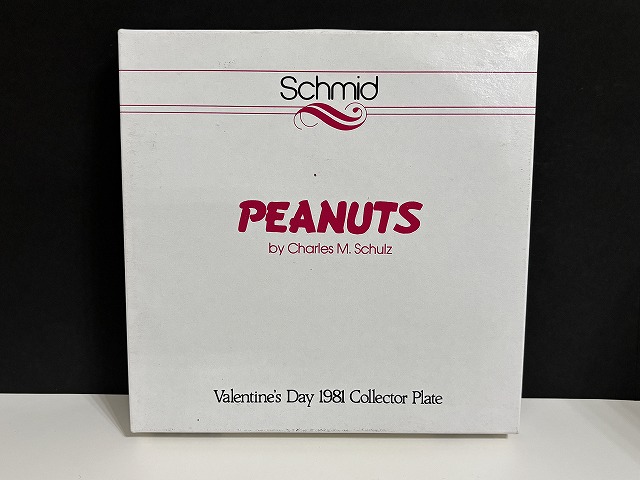 Schmid
PEANUTS
by Charles M. Schulz
Valentine's Day 1981 Collector Plate